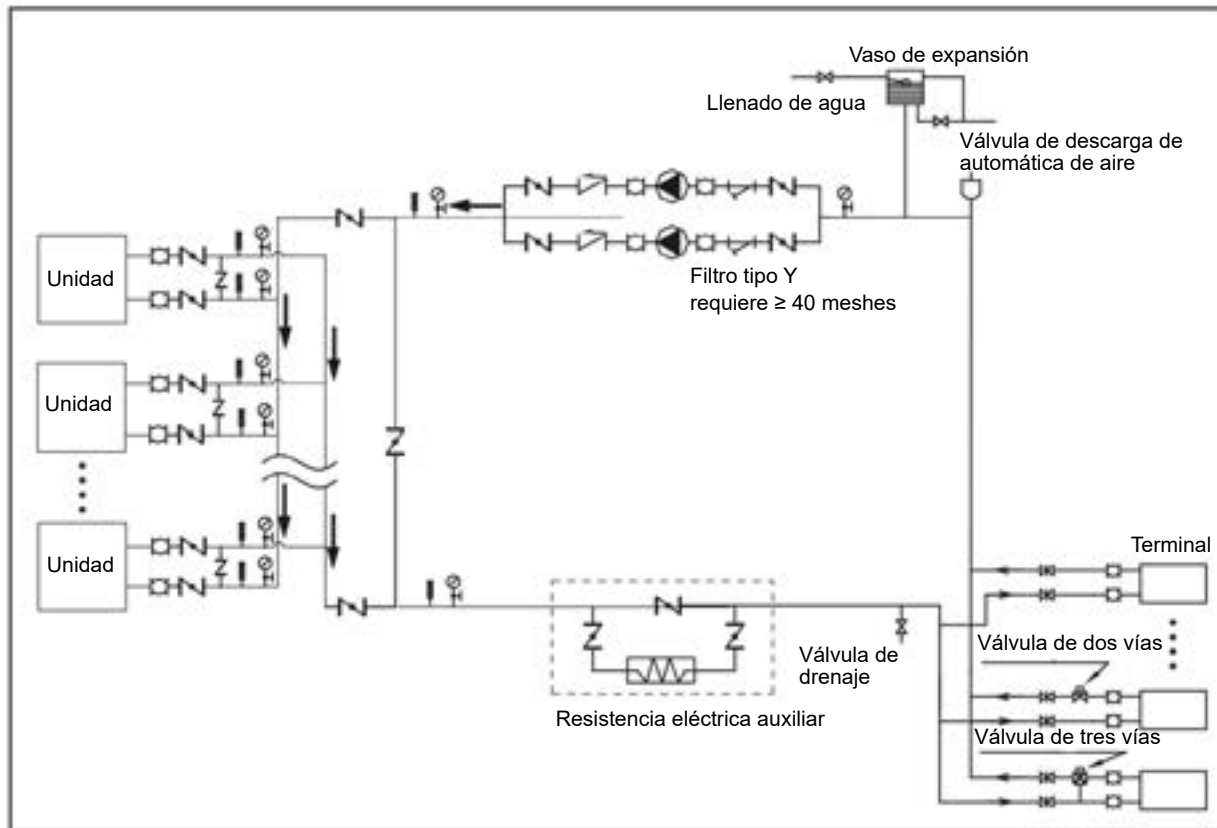 Vaso de expansión
Llenado de agua
Válvula de descarga de
automática de aire
Filtro tipo Y
requiere ≥ 40 meshes
Unidad
Unidad
Unidad
Terminal
Válvula de dos vías
Válvula de
drenaje
Válvula de tres vías
Resistencia eléctrica auxiliar